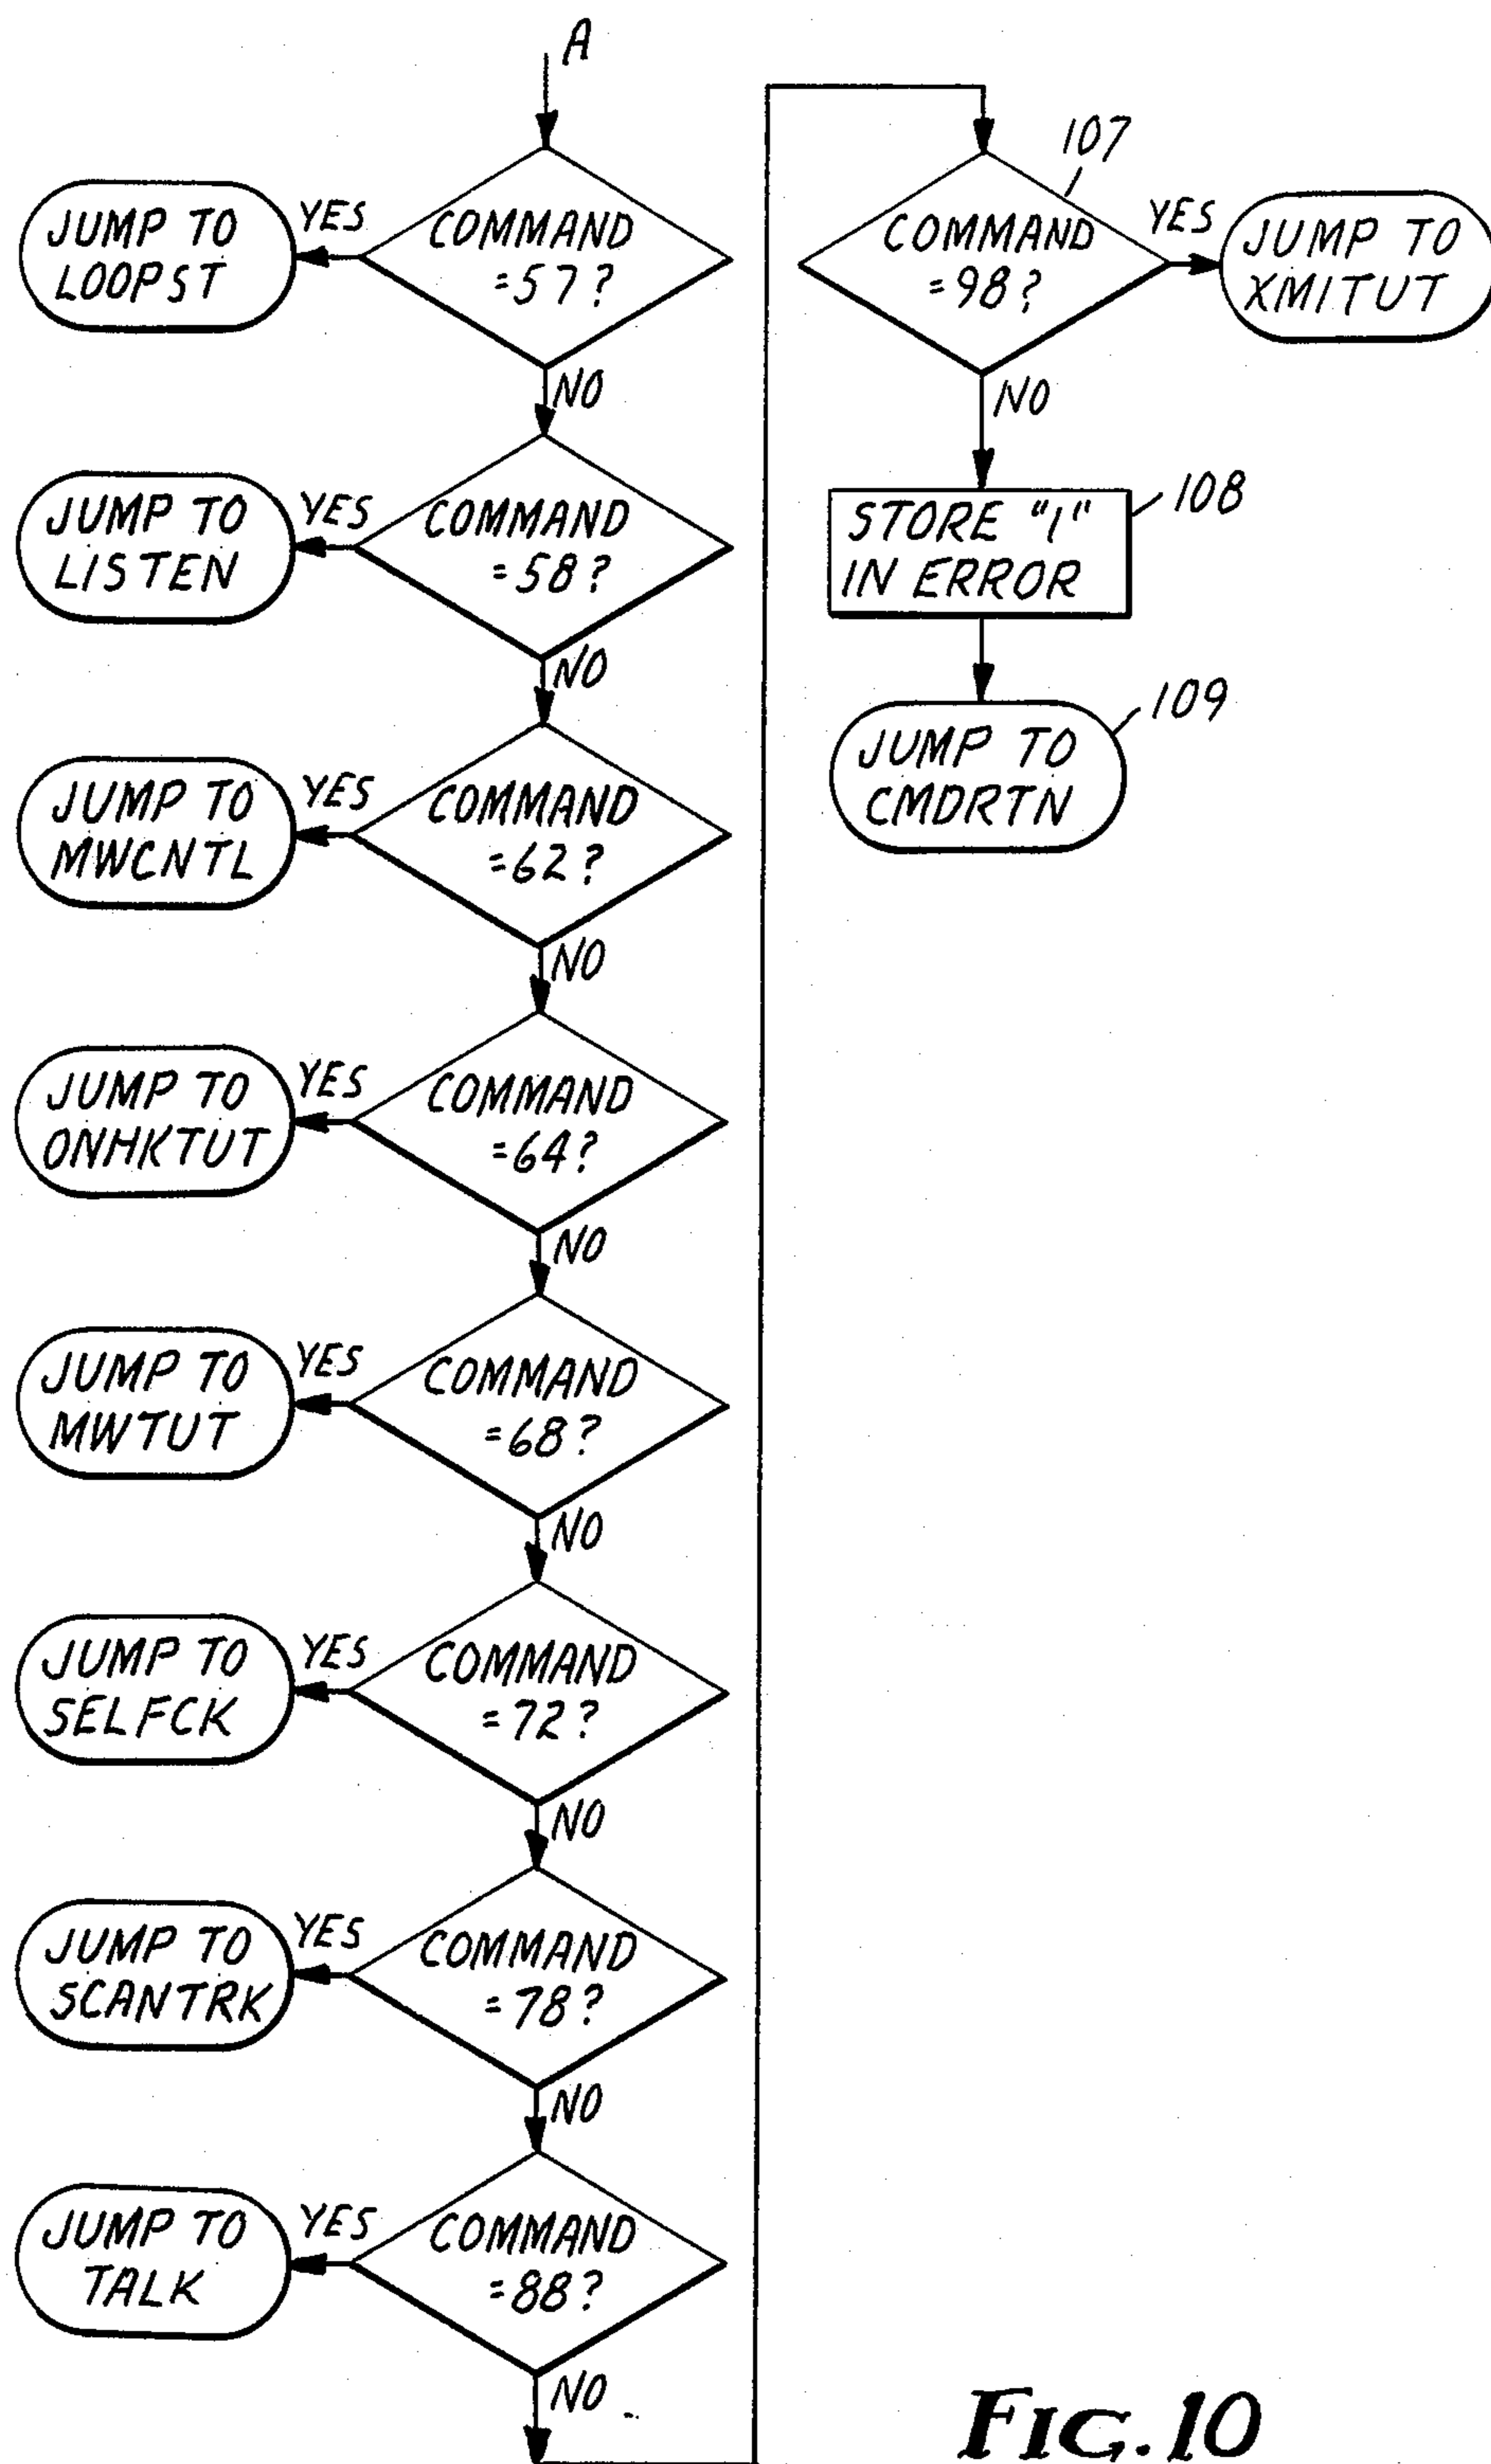 A
COMMAND
=57?
YES
JUMP TO
LOOPST
NO
COMMAND
=58?
YES
JUMP TO
LISTEN
NO
COMMAND
=62?
YES
JUMP TO
MWCNTL
NO
COMMAND
=64?
YES
JUMP TO
ONHKTUT
NO
COMMAND
=68?
YES
JUMP TO
MWTUT
NO
COMMAND
=72?
YES
JUMP TO
SELFCK
NO
COMMAND
=78?
YES
JUMP TO
SCANTRK
NO
COMMAND
=88?
YES
JUMP TO
TALK
NO
107
COMMAND
=98?
YES
JUMP TO
XMITUT
NO
STORE "1"
IN ERROR
108
JUMP TO
CMDRTN
109
FIG. 10